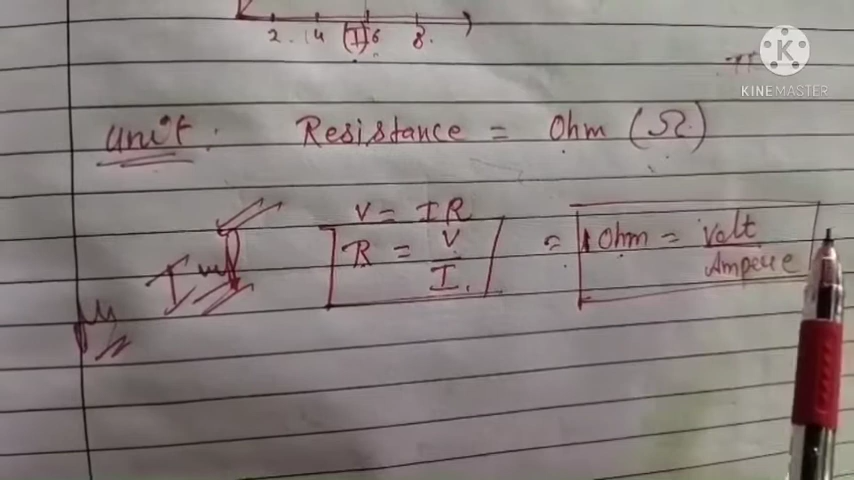 2. 4 (I) 6 8.
K
KINEMASTER
Unit: Resistance = Ohm (Ω)
V = IR
R = V/I. = 1 Ohm = Volt/Ampere